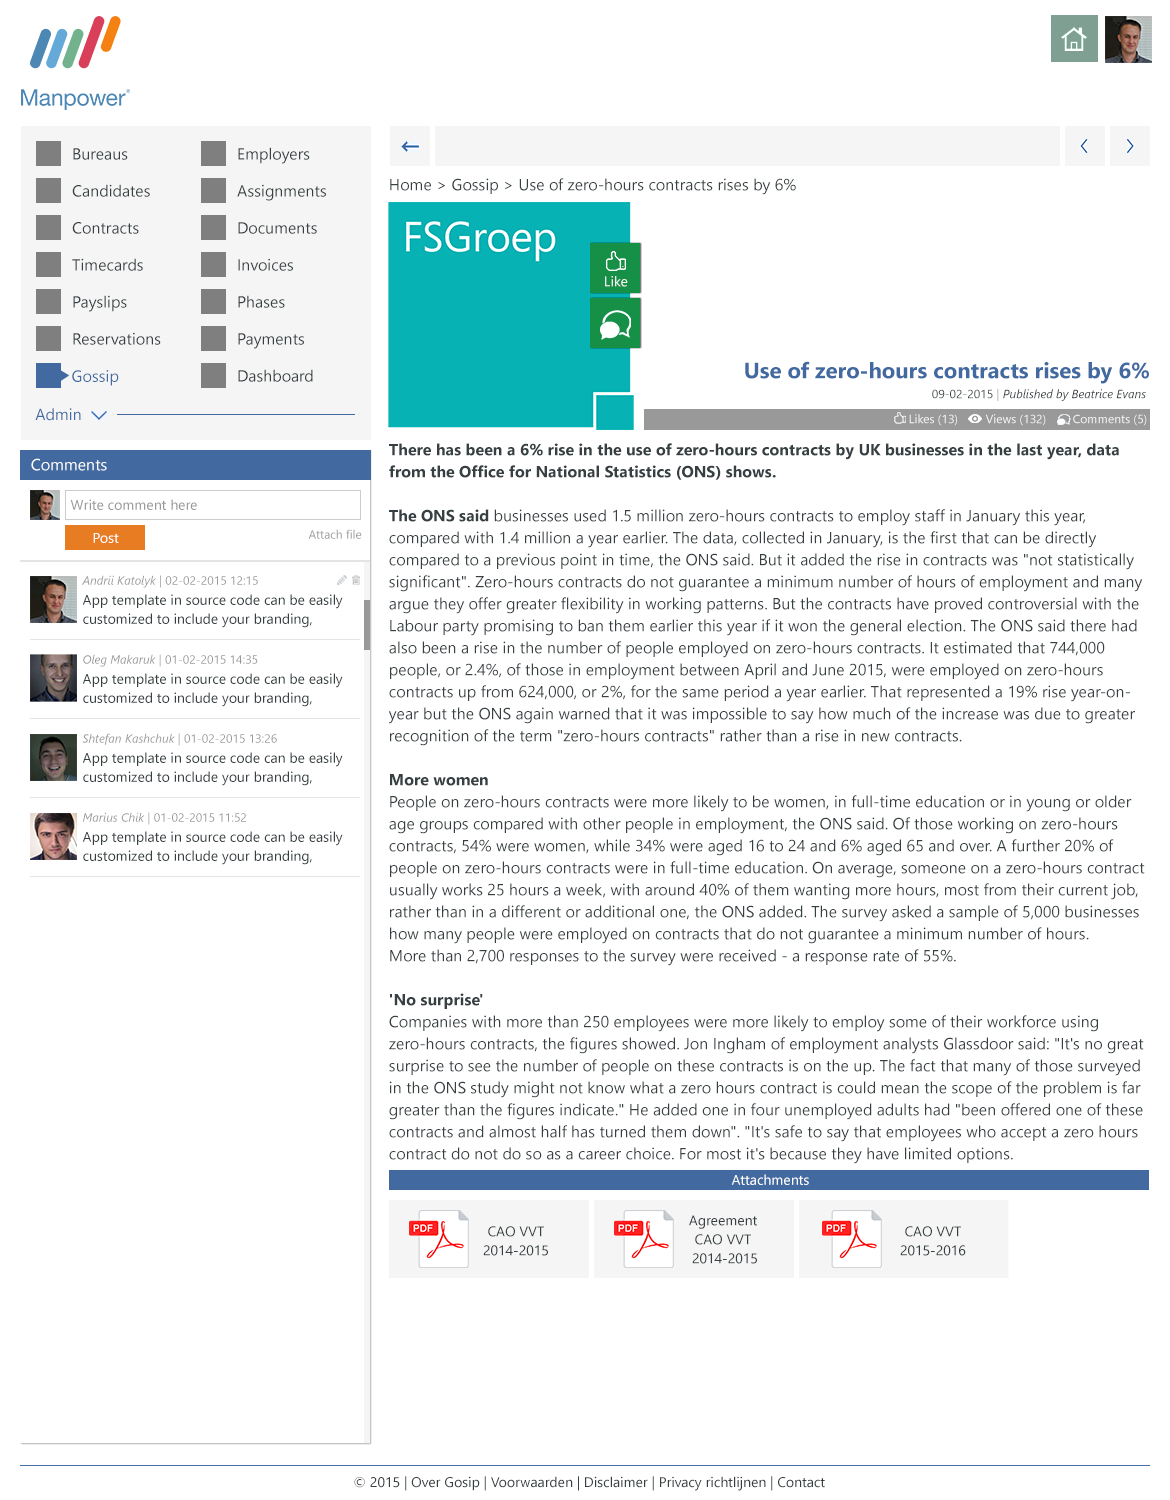 Manpower
Bureaus
Employers
Candidates
Assignments
Contracts
Documents
Timecards
Invoices
Payslips
Phases
Reservations
Payments
Gossip
Dashboard
Admin
Comments
Write comment here
Post
Attach file
Andrii Katolyk | 02-02-2015 12:15
App template in source code can be easily
customized to include your branding,
Oleg Makaruk | 01-02-2015 14:35
App template in source code can be easily
customized to include your branding,
Shtefan Kashchuk | 01-02-2015 13:26
App template in source code can be easily
customized to include your branding,
Marius Chik | 01-02-2015 11:52
App template in source code can be easily
customized to include your branding,
Home > Gossip > Use of zero-hours contracts rises by 6%
FSGroep
Like
Use of zero-hours contracts rises by 6%
09-02-2015 | Published by Beatrice Evans
Likes (13) Views (132) Comments (5)
There has been a 6% rise in the use of zero-hours contracts by UK businesses in the last year, data
from the Office for National Statistics (ONS) shows.
The ONS said businesses used 1.5 million zero-hours contracts to employ staff in January this year,
compared with 1.4 million a year earlier. The data, collected in January, is the first that can be directly
compared to a previous point in time, the ONS said. But it added the rise in contracts was "not statistically
significant". Zero-hours contracts do not guarantee a minimum number of hours of employment and many
argue they offer greater flexibility in working patterns. But the contracts have proved controversial with the
Labour party promising to ban them earlier this year if it won the general election. The ONS said there had
also been a rise in the number of people employed on zero-hours contracts. It estimated that 744,000
people, or 2.4%, of those in employment between April and June 2015, were employed on zero-hours
contracts up from 624,000, or 2%, for the same period a year earlier. That represented a 19% rise year-on-
year but the ONS again warned that it was impossible to say how much of the increase was due to greater
recognition of the term "zero-hours contracts" rather than a rise in new contracts.
More women
People on zero-hours contracts were more likely to be women, in full-time education or in young or older
age groups compared with other people in employment, the ONS said. Of those working on zero-hours
contracts, 54% were women, while 34% were aged 16 to 24 and 6% aged 65 and over. A further 20% of
people on zero-hours contracts were in full-time education. On average, someone on a zero-hours contract
usually works 25 hours a week, with around 40% of them wanting more hours, most from their current job,
rather than in a different or additional one, the ONS added. The survey asked a sample of 5,000 businesses
how many people were employed on contracts that do not guarantee a minimum number of hours.
More than 2,700 responses to the survey were received - a response rate of 55%.
'No surprise'
Companies with more than 250 employees were more likely to employ some of their workforce using
zero-hours contracts, the figures showed. Jon Ingham of employment analysts Glassdoor said: "It's no great
surprise to see the number of people on these contracts is on the up. The fact that many of those surveyed
in the ONS study might not know what a zero hours contract is could mean the scope of the problem is far
greater than the figures indicate." He added one in four unemployed adults had "been offered one of these
contracts and almost half has turned them down". "It's safe to say that employees who accept a zero hours
contract do not do so as a career choice. For most it's because they have limited options.
Attachments
PDF
CAO VVT
2014-2015
PDF
Agreement
CAO VVT
2014-2015
PDF
CAO VVT
2015-2016
© 2015 | Over Gosip | Voorwaarden | Disclaimer | Privacy richtlijnen | Contact